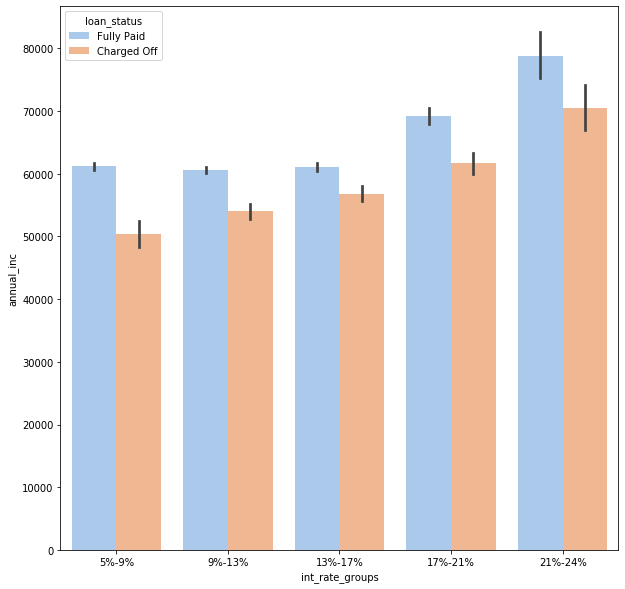 loan_status
Fully Paid
Charged Off
80000
70000
60000
50000
40000
30000
20000
10000
0
annual_inc
5%-9%
9%-13%
13%-17%
17%-21%
21%-24%
int_rate_groups